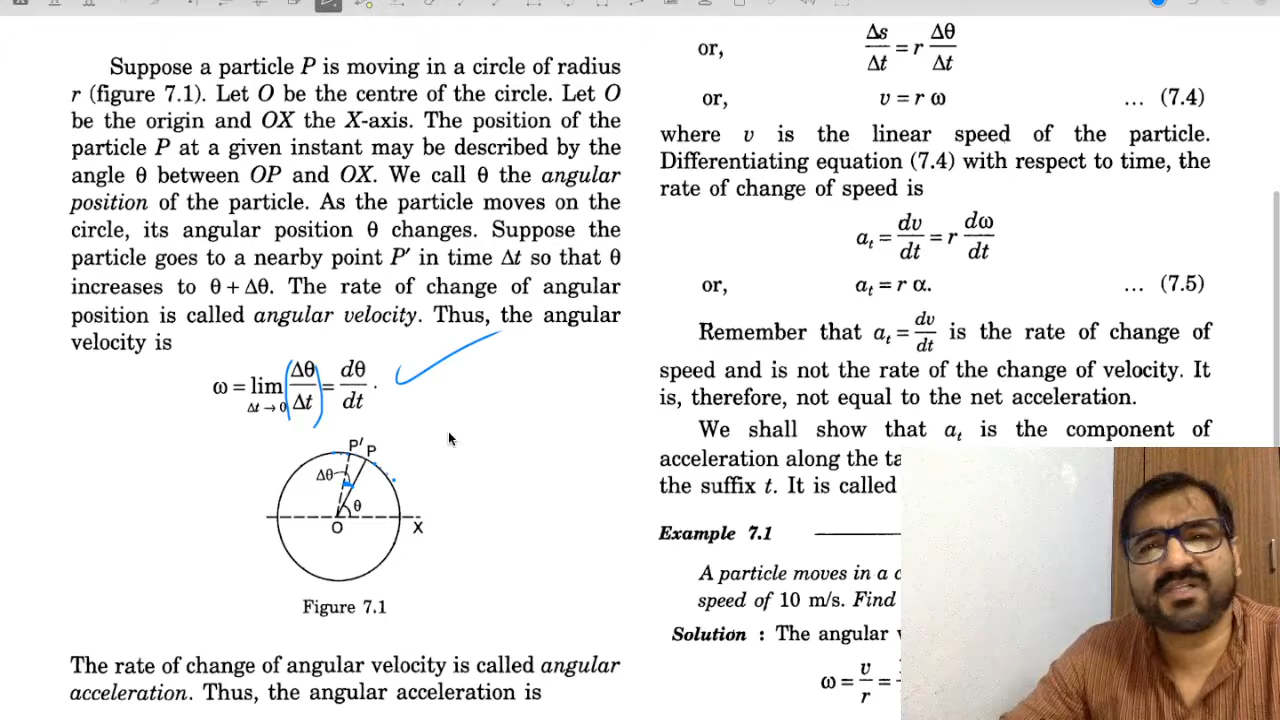 Suppose a particle P is moving in a circle of radius
r (figure 7.1). Let O be the centre of the circle. Let O
be the origin and OX the X-axis. The position of the
particle P at a given instant may be described by the
angle θ between OP and OX. We call θ the angular
position of the particle. As the particle moves on the
circle, its angular position θ changes. Suppose the
particle goes to a nearby point P′ in time Δt so that θ
increases to θ + Δθ. The rate of change of angular
position is called angular velocity. Thus, the angular
velocity is
ω = lim Δt → 0 Δθ/Δt = dθ/dt .
P′ P
Δθ
θ
O X
Figure 7.1
The rate of change of angular velocity is called angular
acceleration. Thus, the angular acceleration is
or, Δs/Δt = r Δθ/Δt
or, v = r ω ... (7.4)
where v is the linear speed of the particle.
Differentiating equation (7.4) with respect to time, the
rate of change of speed is
aₜ = dv/dt = r dω/dt
or, aₜ = r α. ... (7.5)
Remember that aₜ = dv/dt is the rate of change of
speed and is not the rate of the change of velocity. It
is, therefore, not equal to the net acceleration.
We shall show that aₜ is the component of
acceleration along the ta
the suffix t. It is called
Example 7.1
A particle moves in a c
speed of 10 m/s. Find
Solution : The angular
ω = v/r =